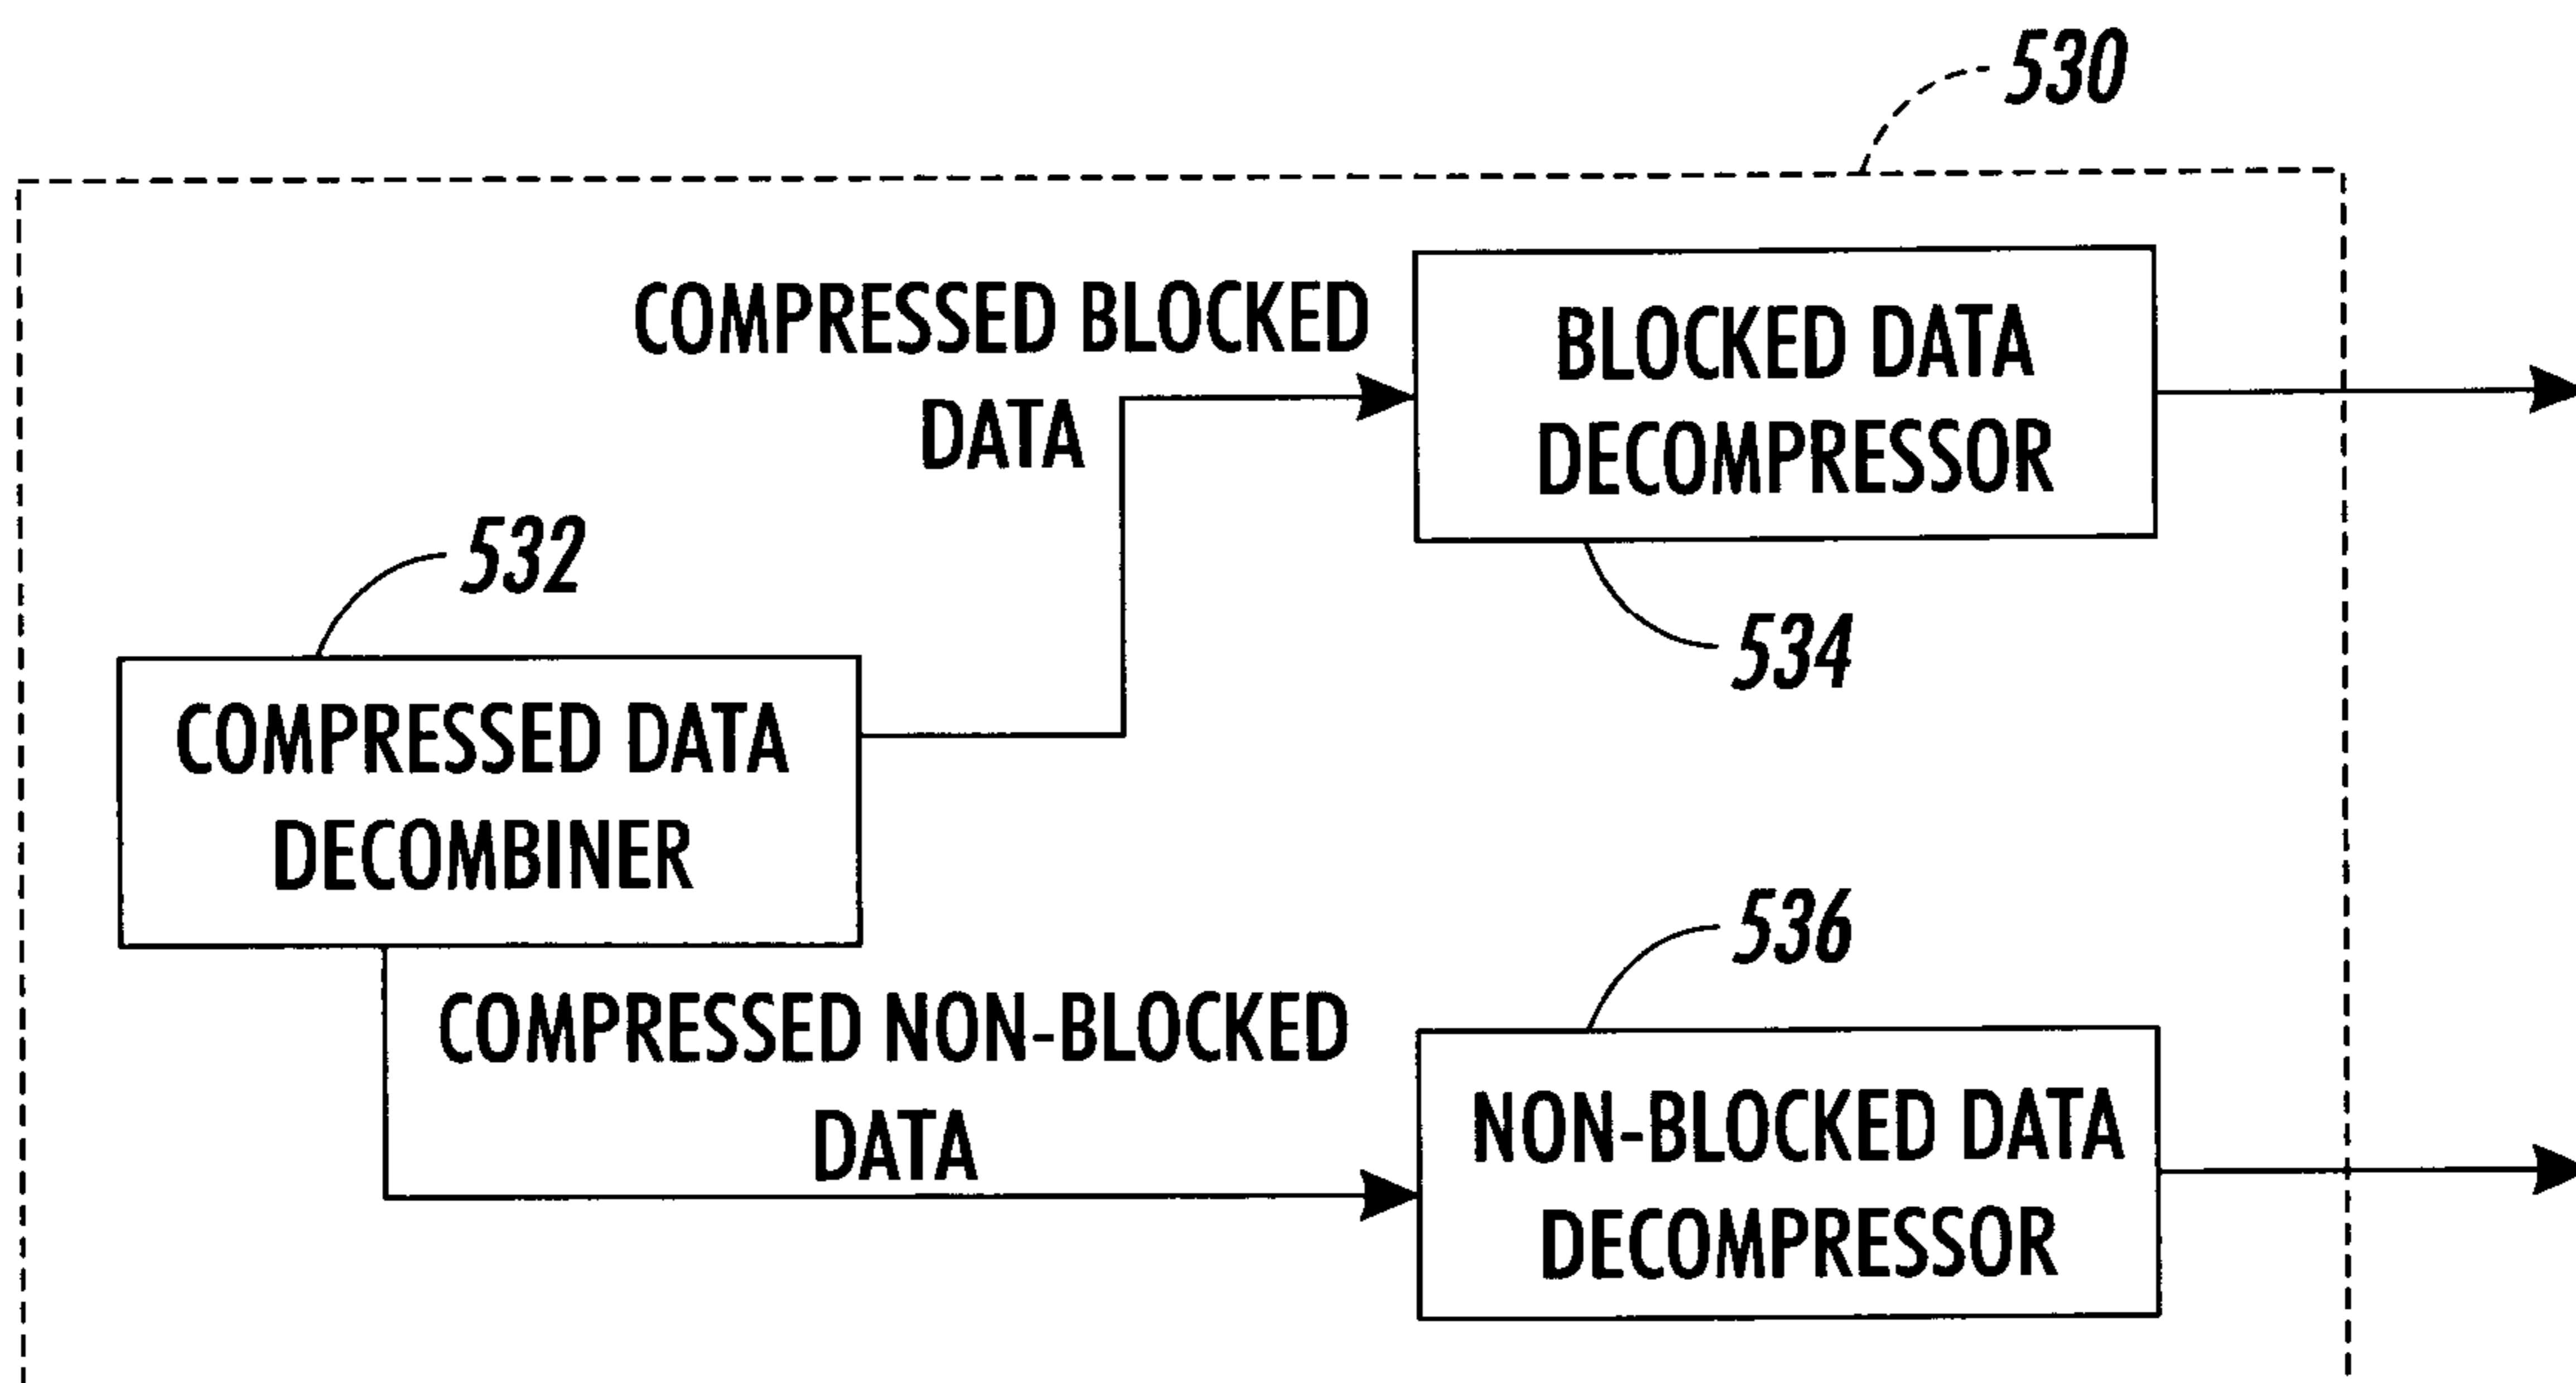 530
COMPRESSED BLOCKED
DATA
BLOCKED DATA
DECOMPRESSOR
532
534
COMPRESSED DATA
DECOMBINER
536
COMPRESSED NON-BLOCKED
DATA
NON-BLOCKED DATA
DECOMPRESSOR